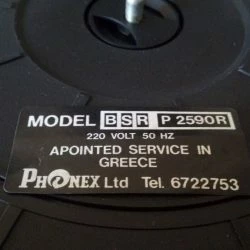 MODEL BSR P 2590R
220 VOLT 50 HZ
APOINTED SERVICE IN
GREECE
PHONEX Ltd Tel. 6722753